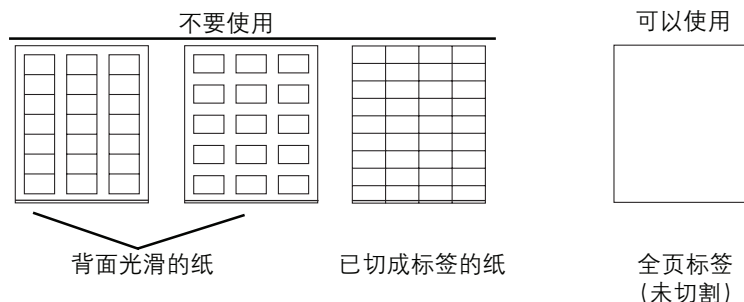 不要使用
可以使用
背面光滑的纸
已切成标签的纸
全页标签
(未切割)